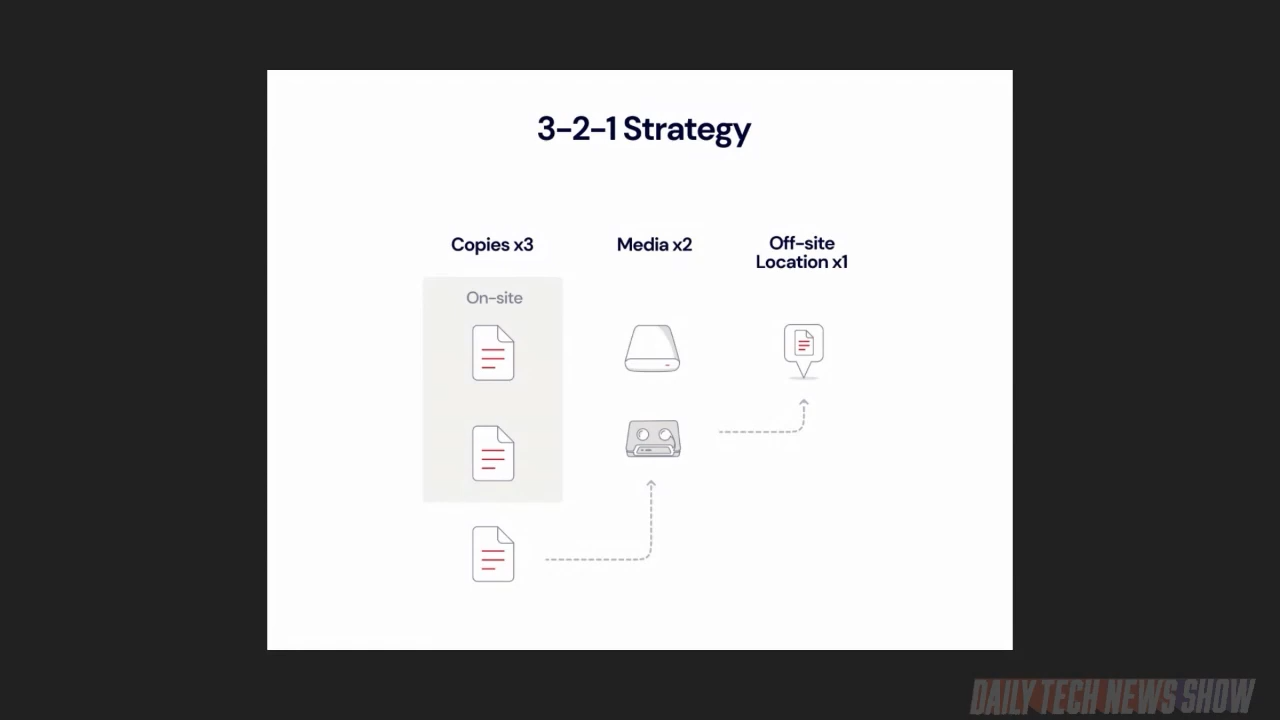 3-2-1 Strategy
Copies x3
Media x2
Off-site
Location x1
On-site
DAILY TECH NEWS SHOW